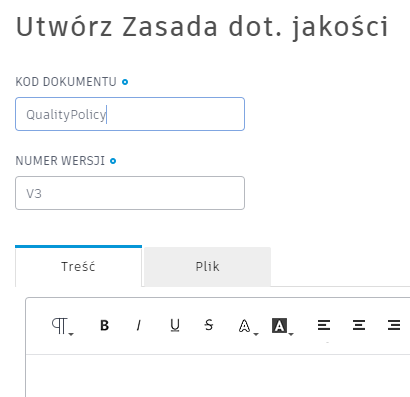 Utwórz Zasada dot. jakości
KOD DOKUMENTU
QualityPolicy
NUMER WERSJI
V3
Treść Plik
B I U S A A